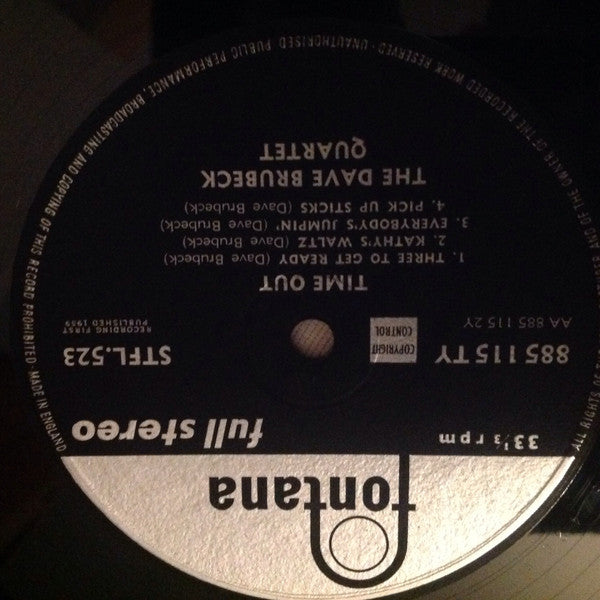 fontana
33⅓ rpm
full stereo
885 115 TY
COPYRIGHT
CONTROL
STFL.523
AA 885 115 2Y
RECORDING FIRST
PUBLISHED 1959
TIME OUT
1. THREE TO GET READY (Dave Brubeck)
2. KATHY'S WALTZ (Dave Brubeck)
3. EVERYBODY'S JUMPIN' (Dave Brubeck)
4. PICK UP STICKS (Dave Brubeck)
THE DAVE BRUBECK
QUARTET
ALL RIGHTS OF THE AND OF THE OWNER OF THE RECORDED WORK RESERVED · UNAUTHORISED PUBLIC PERFORMANCE, BROADCASTING AND COPYING OF THIS RECORD PROHIBITED. MADE IN ENGLAND